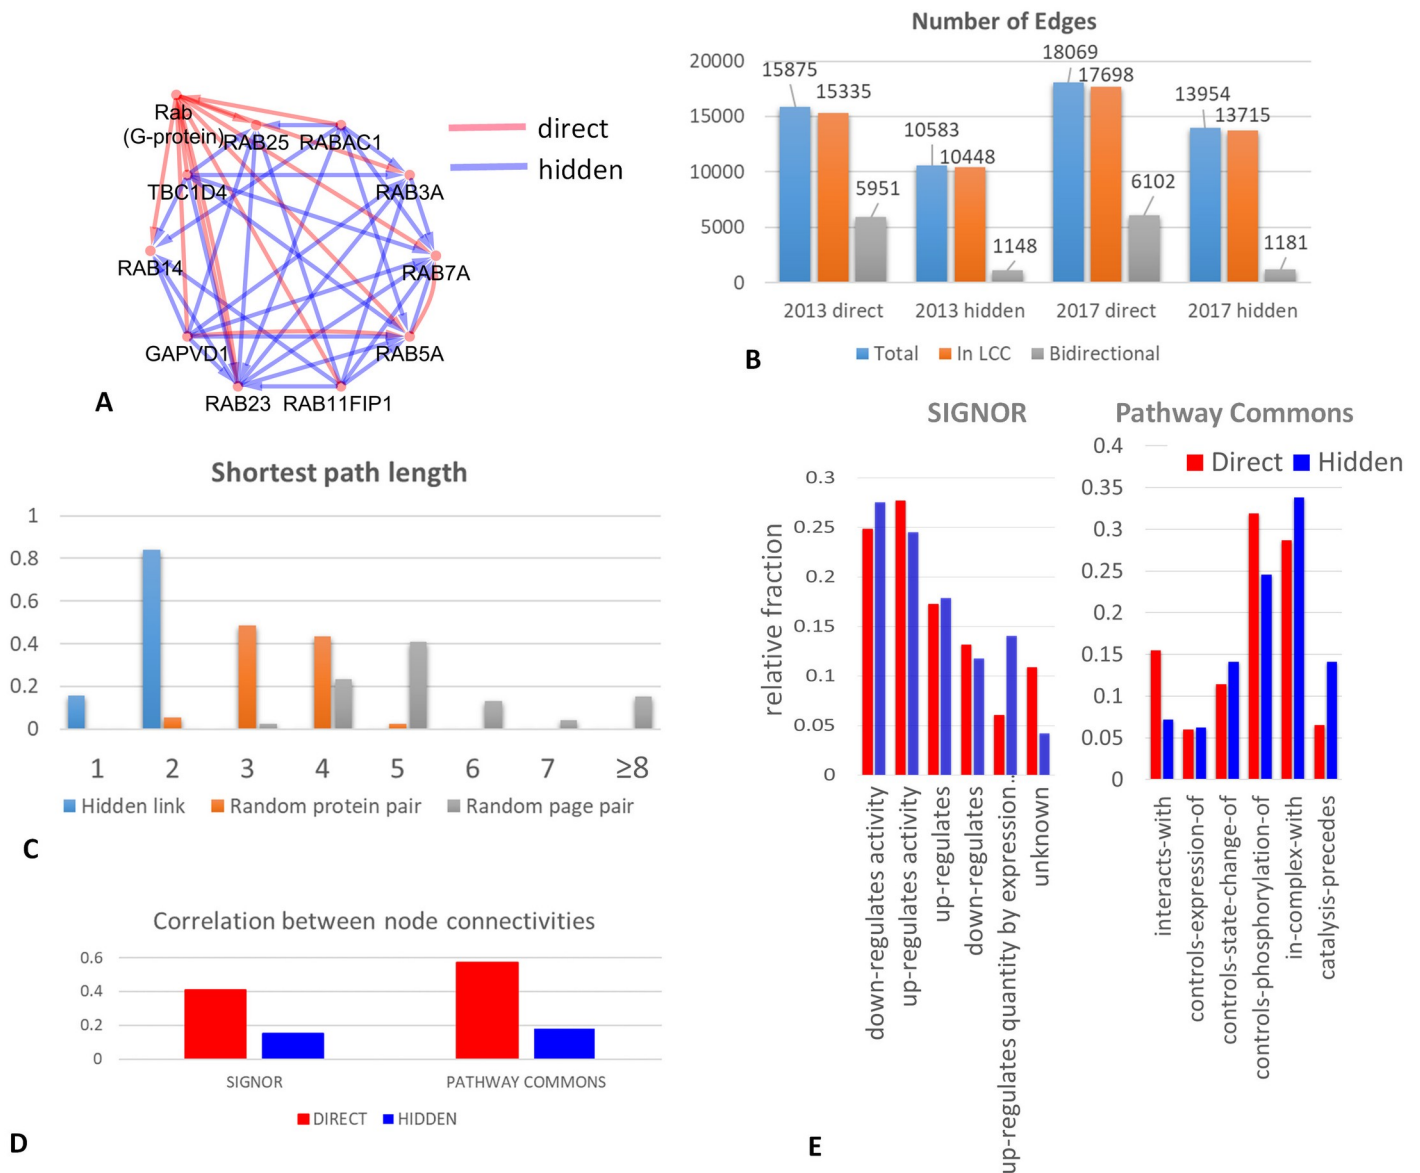 Rab
(G-protein)
RAB25
RABAC1
TBC1D4
RAB3A
RAB14
RAB7A
GAPVD1
RAB5A
RAB23
RAB11FIP1
direct
hidden
A
Number of Edges
20000
15000
10000
5000
0
15875
15335
5951
10583
10448
1148
18069
17698
6102
13954
13715
1181
2013 direct
2013 hidden
2017 direct
2017 hidden
Total
In LCC
Bidirectional
B
Shortest path length
1
0.8
0.6
0.4
0.2
0
1
2
3
4
5
6
7
≥8
Hidden link
Random protein pair
Random page pair
C
Correlation between node connectivities
0.6
0.4
0.2
0
SIGNOR
PATHWAY COMMONS
DIRECT
HIDDEN
D
SIGNOR
relative fraction
0.3
0.25
0.2
0.15
0.1
0.05
0
down-regulates activity
up-regulates activity
up-regulates
down-regulates
up-regulates quantity by expression…
unknown
Pathway Commons
Direct
Hidden
0.4
0.35
0.3
0.25
0.2
0.15
0.1
0.05
0
interacts-with
controls-expression-of
controls-state-change-of
controls-phosphorylation-of
in-complex-with
catalysis-precedes
E